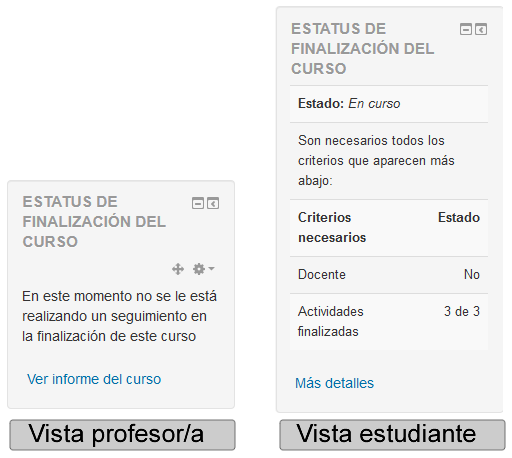 ESTATUS DE
FINALIZACIÓN DEL
CURSO
En este momento no se le está
realizando un seguimiento en
la finalización de este curso
Ver informe del curso
Vista profesor/a
ESTATUS DE
FINALIZACIÓN DEL
CURSO
Estado: En curso
Son necesarios todos los
criterios que aparecen más
abajo:
Criterios Estado
necesarios
Docente No
Actividades 3 de 3
finalizadas
Más detalles
Vista estudiante